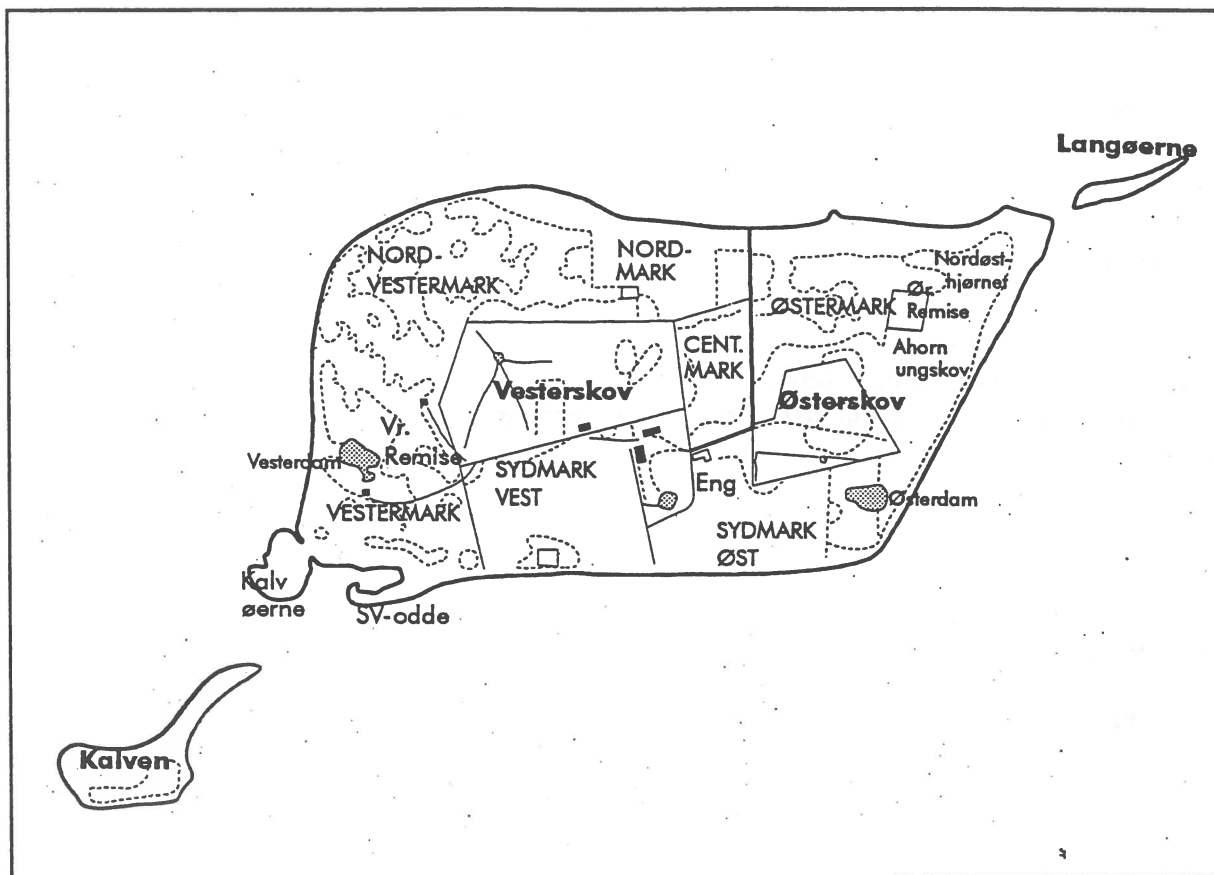 Langøerne
NORD-
VESTERMARK
NORD-
MARK
Nordøst-
hjørnet
ØSTERMARK
Ør.
Remise
CENT.
MARK
Ahorn
ungskov
Vesterskov
Østerskov
Vr.
Remise
Vesterdam
SYDMARK
VEST
Eng
Østerdam
VESTERMARK
SYDMARK
ØST
Kalv
øerne
SV-odde
Kalven